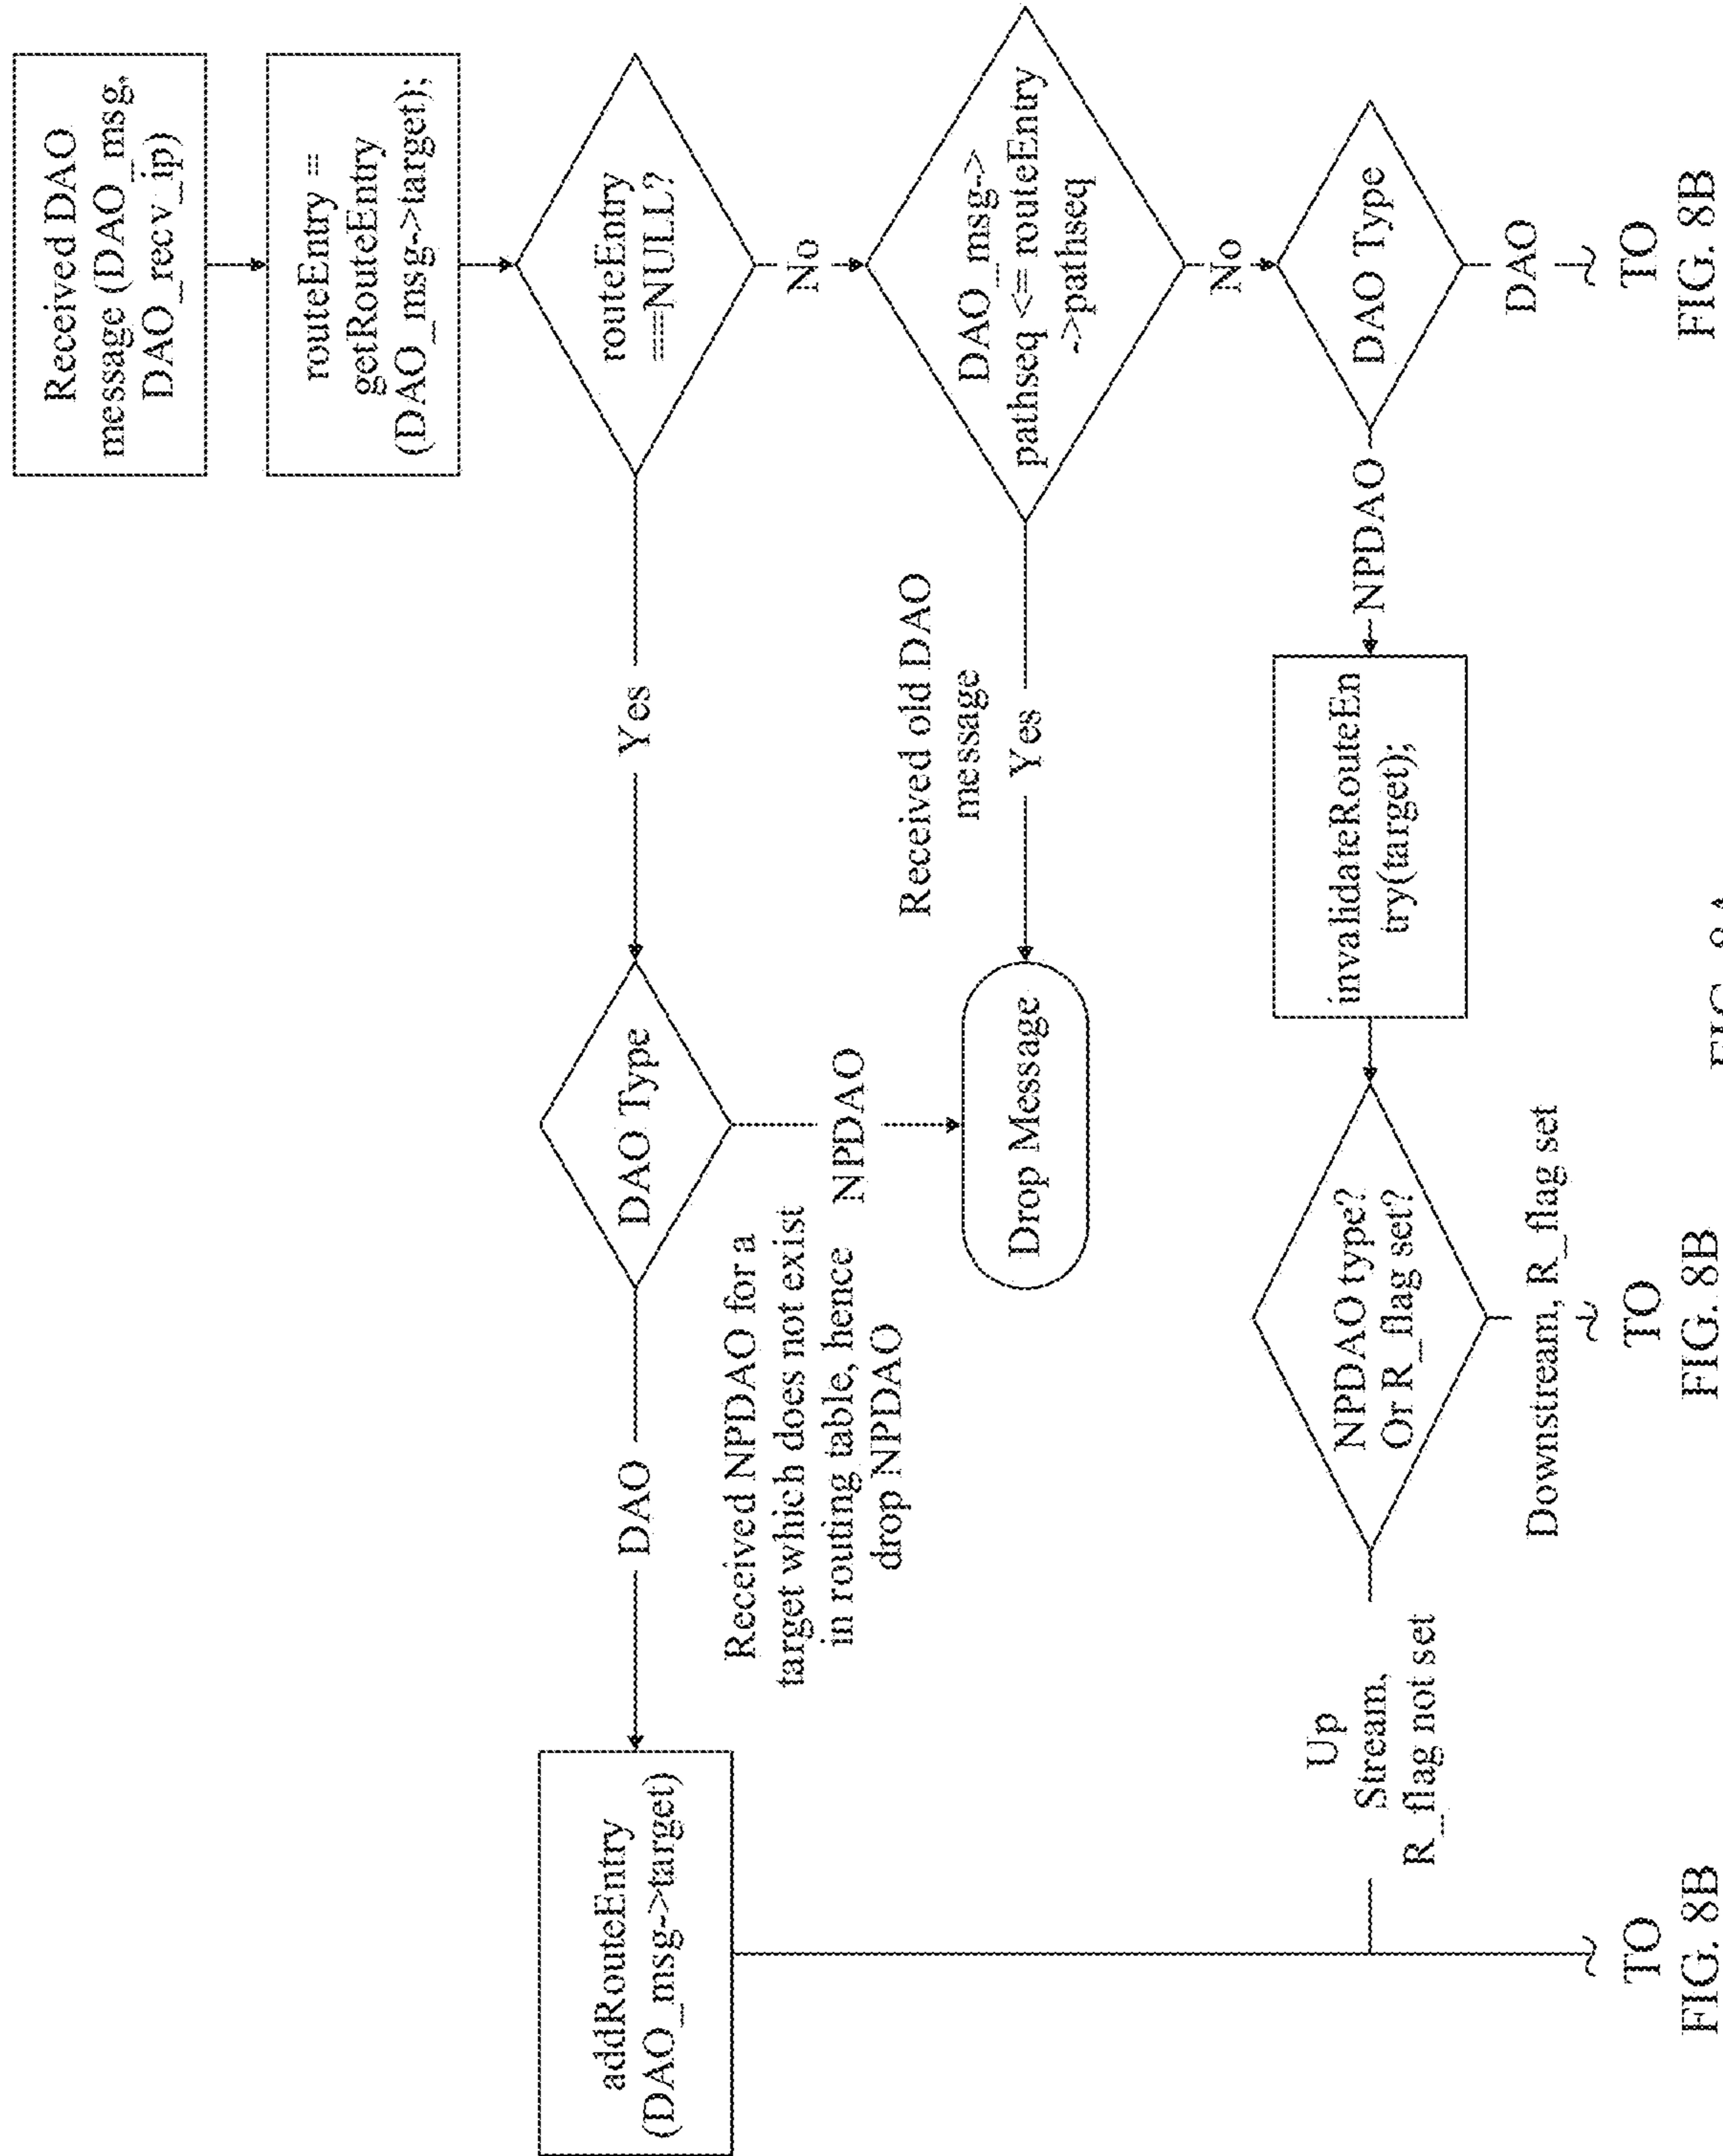 Received DAO
message (DAO_msg,
DAO_recv_ip)
routeEntry =
getRouteEntry
(DAO_msg->target);
routeEntry
==NULL?
Yes
No
DAO Type
DAO
addRouteEntry
(DAO_msg->target)
NPDAO
Received NPDAO for a
target which does not exist
in routing table, hence
drop NPDAO
Drop Message
DAO_msg->
pathseq <= routeEntry
->pathseq
Received old DAO
message
Yes
No
DAO Type
NPDAO
DAO
invalidateRouteEn
try(target);
NPDAO type?
Or R_flag set?
Up
Stream,
R_flag not set
Downstream, R_flag set
TO
FIG. 8B
TO
FIG. 8B
TO
FIG. 8B
FIG. 8A